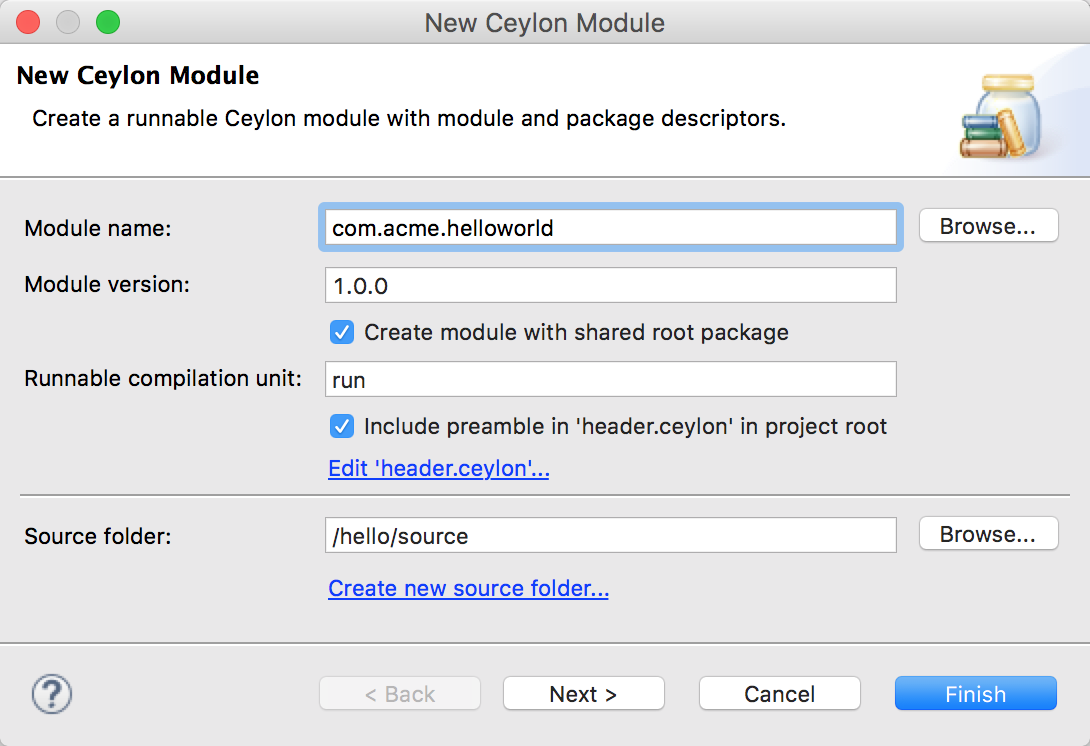 New Ceylon Module
New Ceylon Module
Create a runnable Ceylon module with module and package descriptors.
Module name: com.acme.helloworld Browse...
Module version: 1.0.0
Create module with shared root package
Runnable compilation unit: run
Include preamble in 'header.ceylon' in project root
Edit 'header.ceylon'...
Source folder: /hello/source Browse...
Create new source folder...
? < Back Next > Cancel Finish